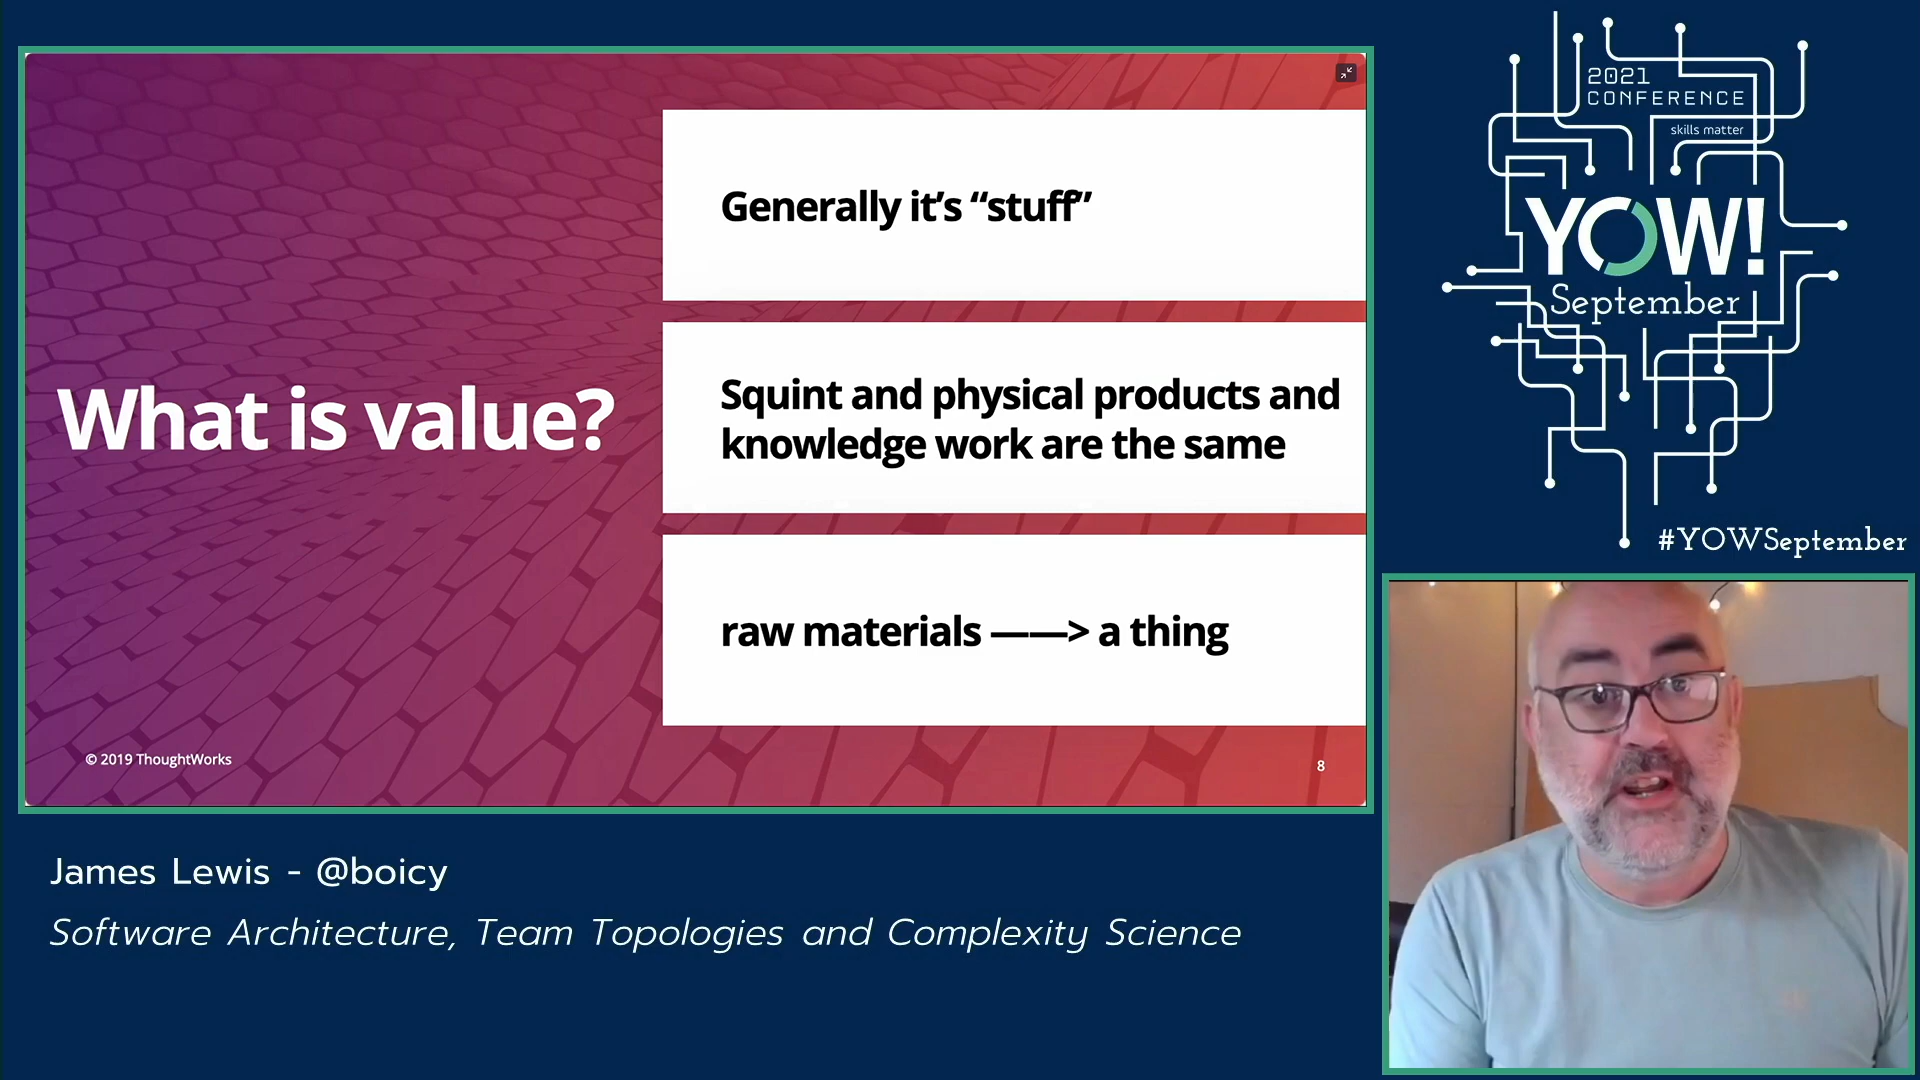 What is value?
Generally it’s “stuff”
Squint and physical products and
knowledge work are the same
raw materials ——> a thing
© 2019 ThoughtWorks
8
2021
CONFERENCE
skills matter
YOW!
September
#YOWSeptember
James Lewis - @boicy
Software Architecture, Team Topologies and Complexity Science